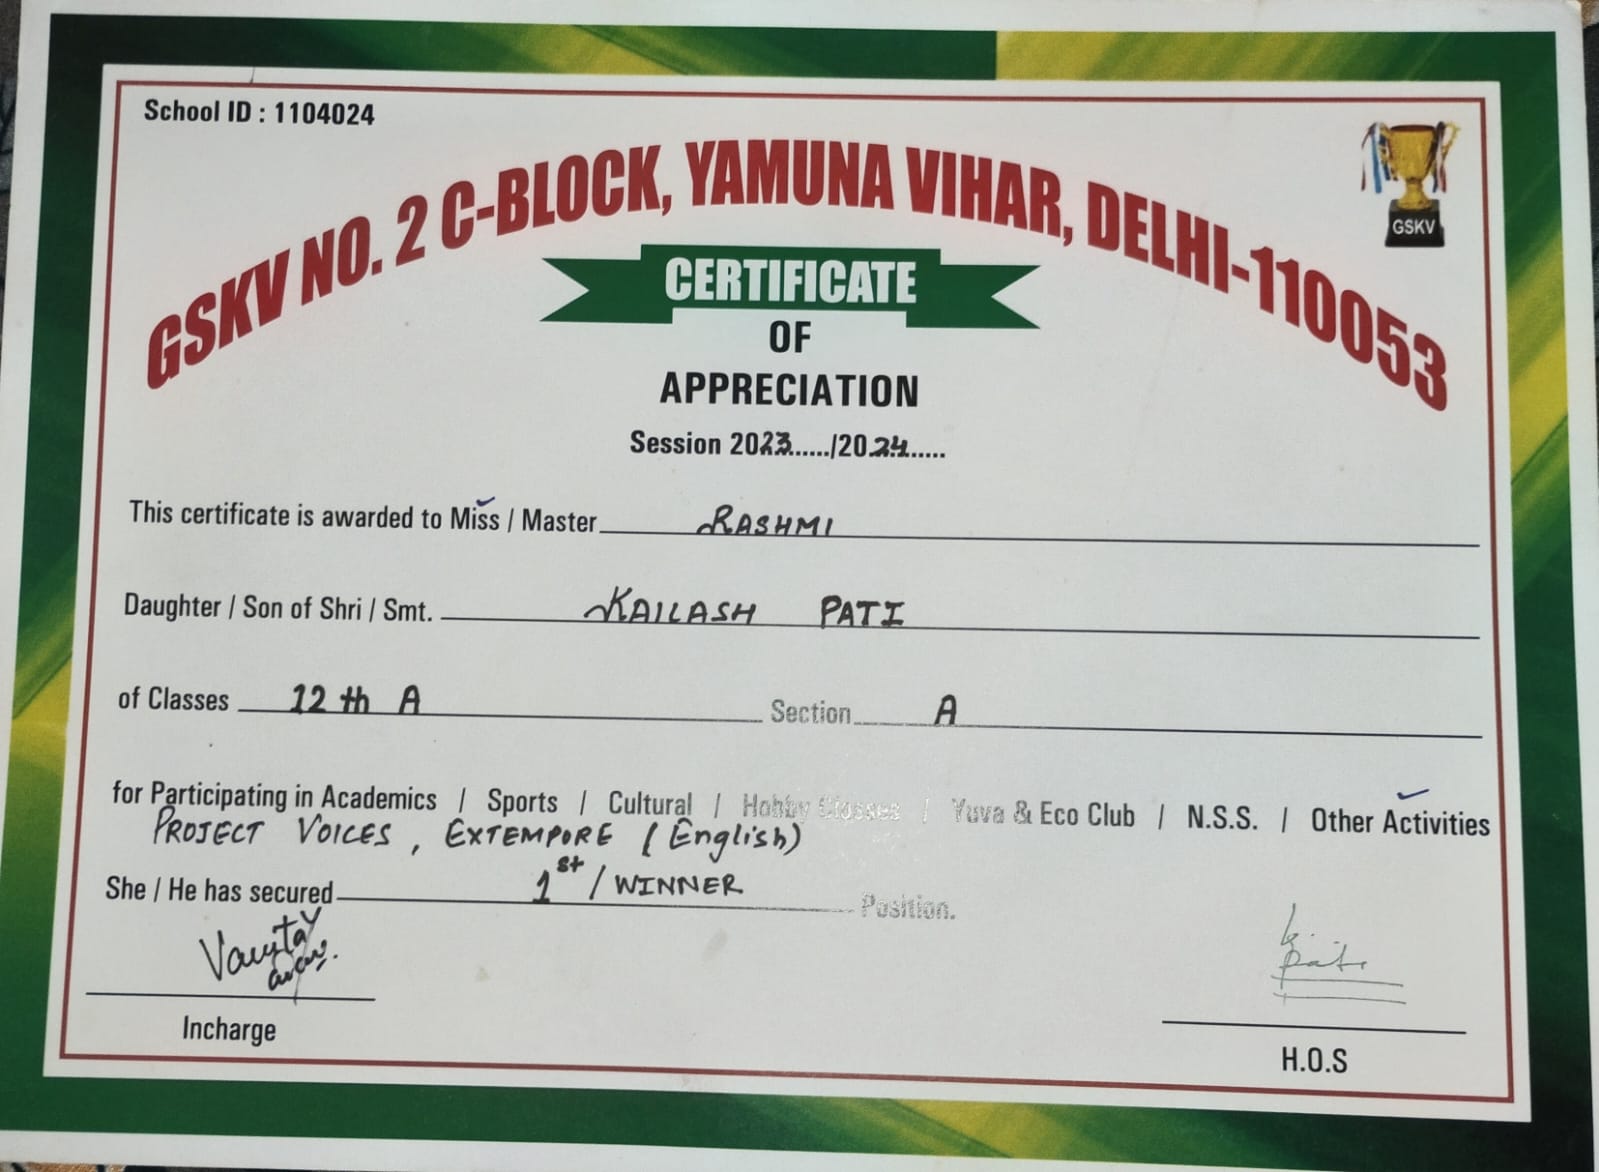 School ID : 1104024
GSKV
GSKV NO. 2 C-BLOCK, YAMUNA VIHAR, DELHI-110053
CERTIFICATE
OF
APPRECIATION
Session 2023...../2024.....
This certificate is awarded to Miss / Master RASHMI
Daughter / Son of Shri / Smt. KAILASH PATI
of Classes 12 th A Section A
for Participating in Academics / Sports / Cultural / Hobby Classes / Yuva & Eco Club / N.S.S. / Other Activities
PROJECT VOICES, EXTEMPORE (English)
She / He has secured 1st / WINNER Position.
Incharge
H.O.S